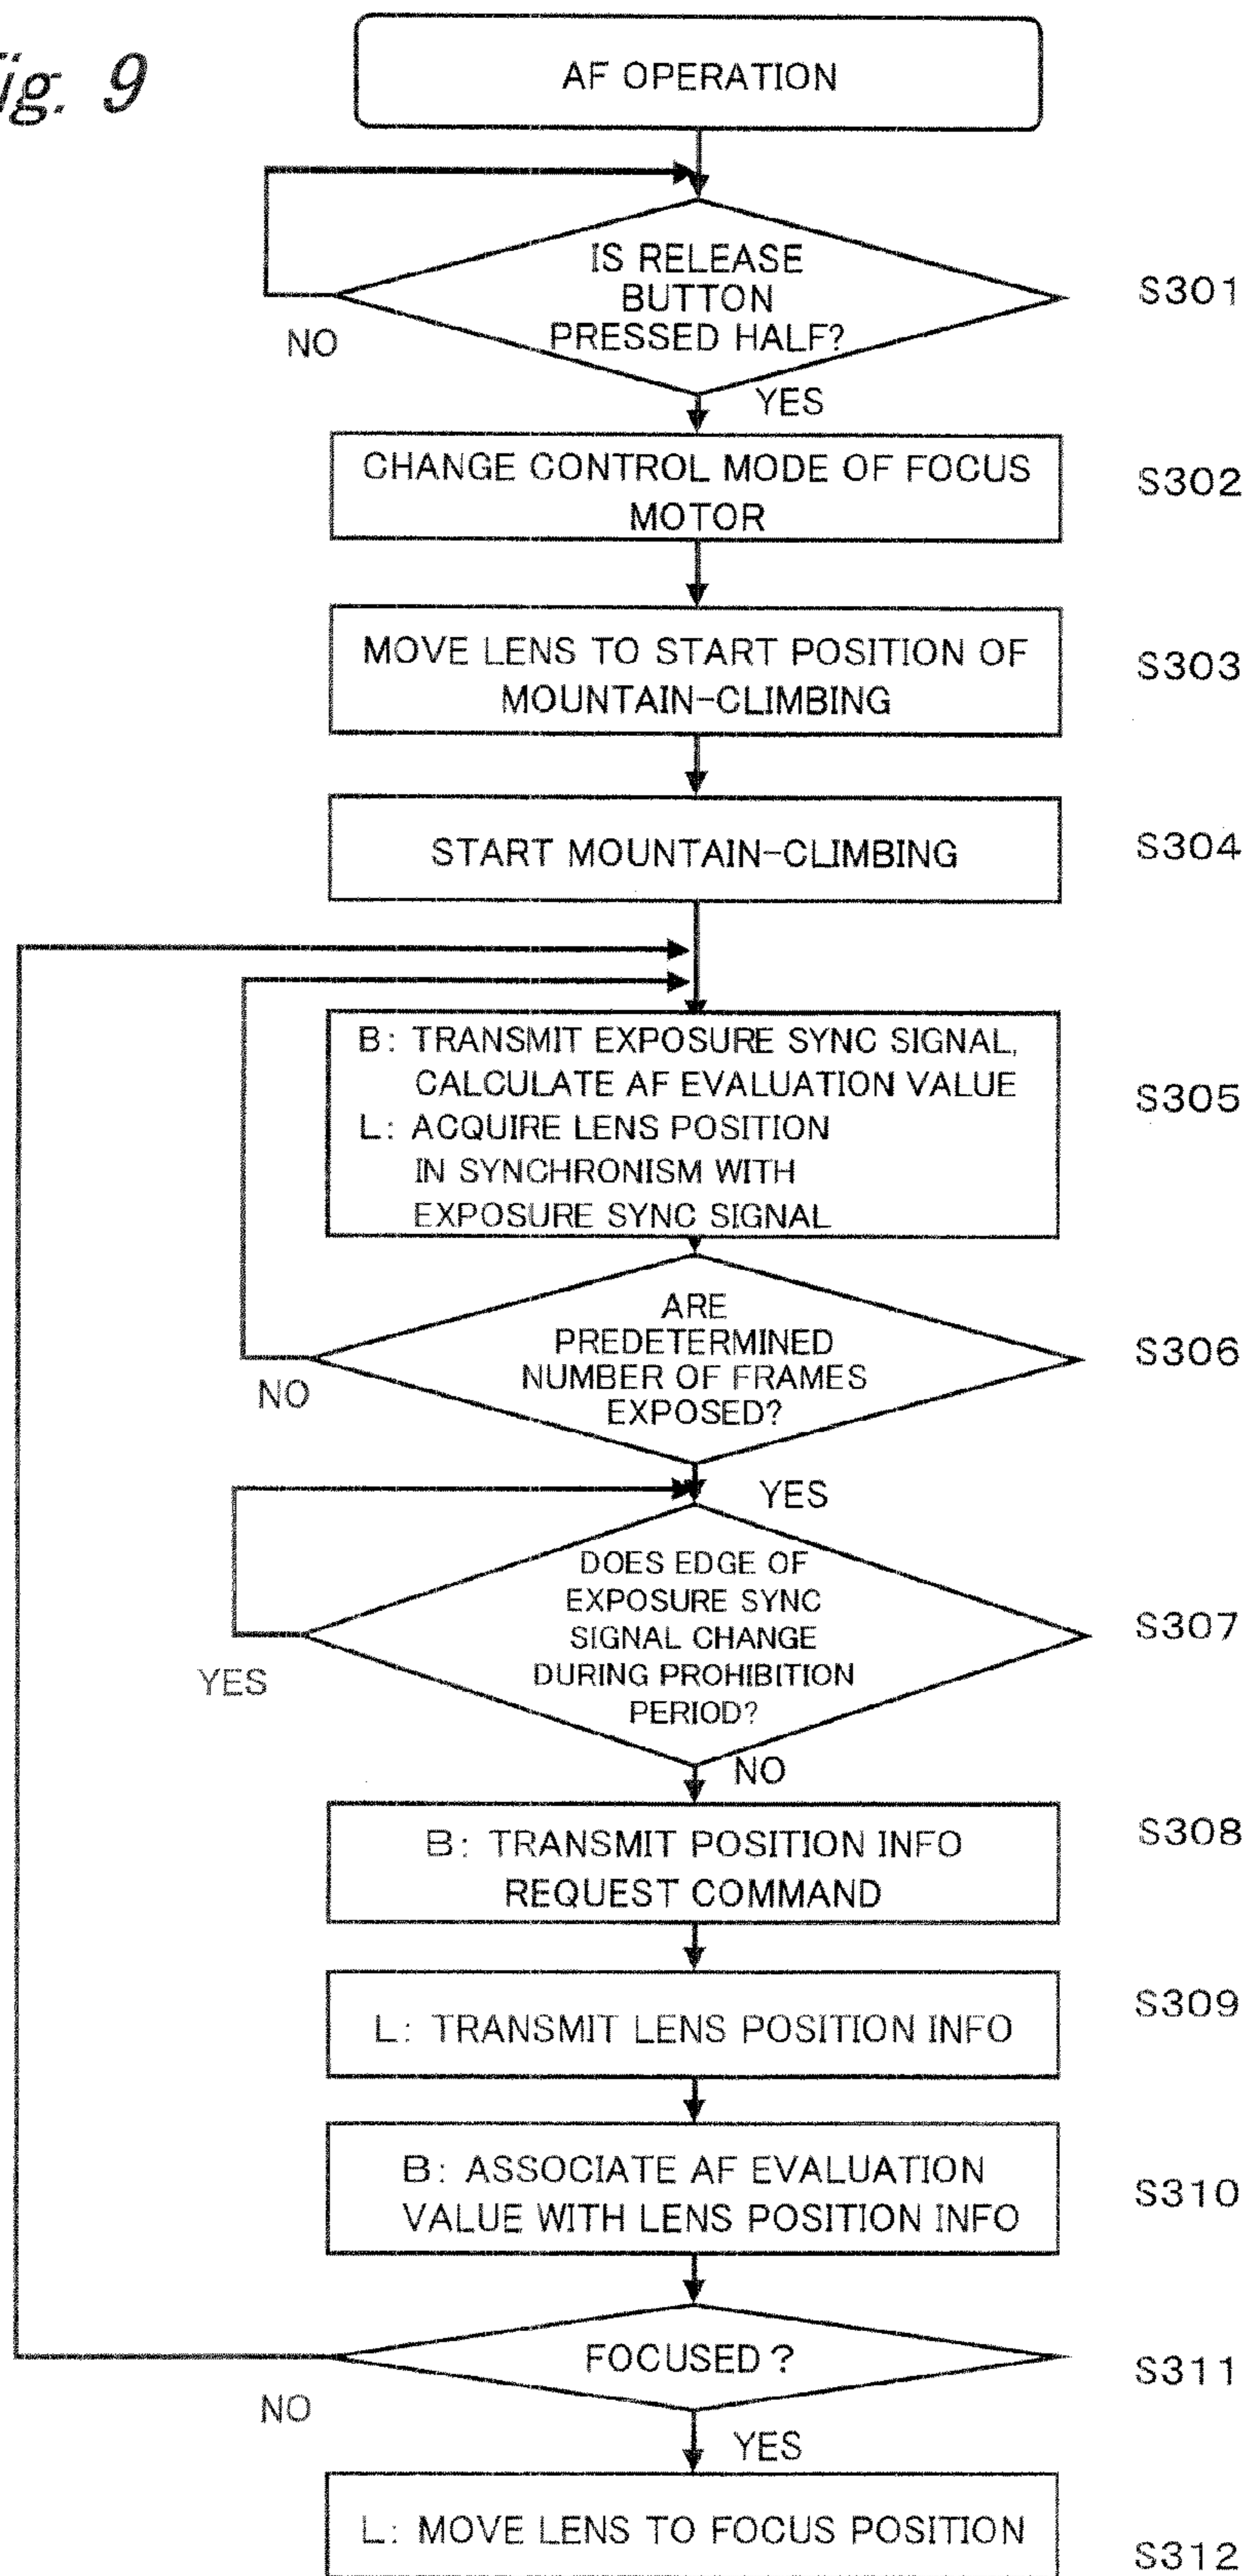 ig. 9
AF OPERATION
IS RELEASE
BUTTON
PRESSED HALF?
S301
NO
YES
CHANGE CONTROL MODE OF FOCUS
MOTOR
S302
MOVE LENS TO START POSITION OF
MOUNTAIN-CLIMBING
S303
START MOUNTAIN-CLIMBING
S304
B: TRANSMIT EXPOSURE SYNC SIGNAL,
CALCULATE AF EVALUATION VALUE
L: ACQUIRE LENS POSITION
IN SYNCHRONISM WITH
EXPOSURE SYNC SIGNAL
S305
ARE
PREDETERMINED
NUMBER OF FRAMES
EXPOSED?
S306
NO
YES
DOES EDGE OF
EXPOSURE SYNC
SIGNAL CHANGE
DURING PROHIBITION
PERIOD?
S307
YES
NO
B: TRANSMIT POSITION INFO
REQUEST COMMAND
S308
L: TRANSMIT LENS POSITION INFO
S309
B: ASSOCIATE AF EVALUATION
VALUE WITH LENS POSITION INFO
S310
FOCUSED?
S311
NO
YES
L: MOVE LENS TO FOCUS POSITION
S312